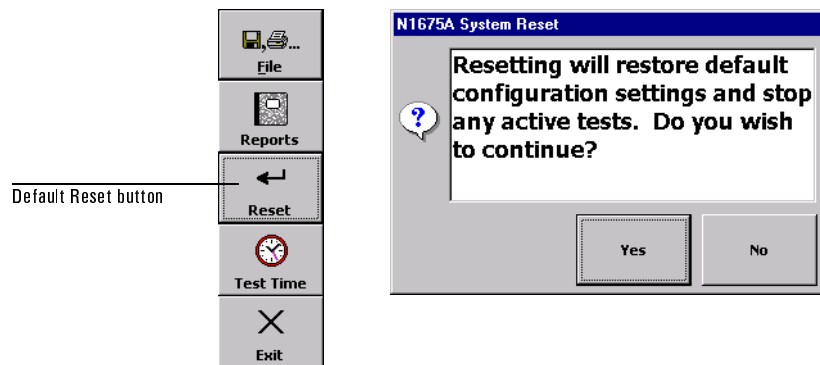 File
Reports
Default Reset button
Reset
Test Time
Exit
N1675A System Reset
Resetting will restore default
configuration settings and stop
any active tests. Do you wish
to continue?
Yes
No